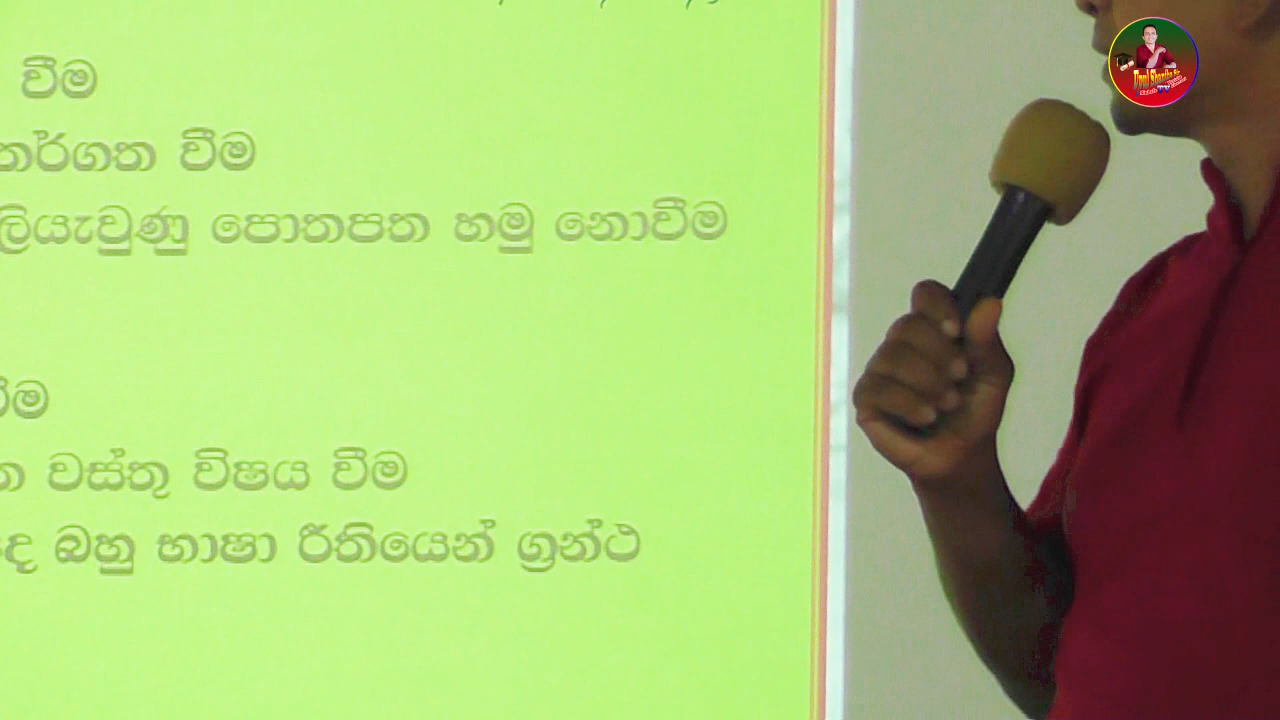 වීම
තර්ගත වීම
ලියැවුණු පොතපත හමු නොවීම
වීම
ත වස්තු විෂය වීම
ද බහු භාෂා රීතියෙන් ග්‍රන්ථ